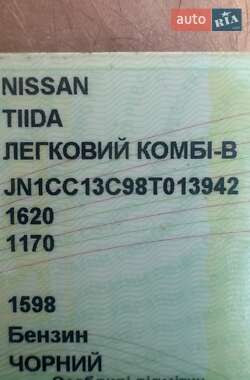 auto RIA
NISSAN
TIIDA
ЛЕГКОВИЙ КОМБІ-В
JN1CC13C98T013942
1620
1170
1598
Бензин
ЧОРНИЙ